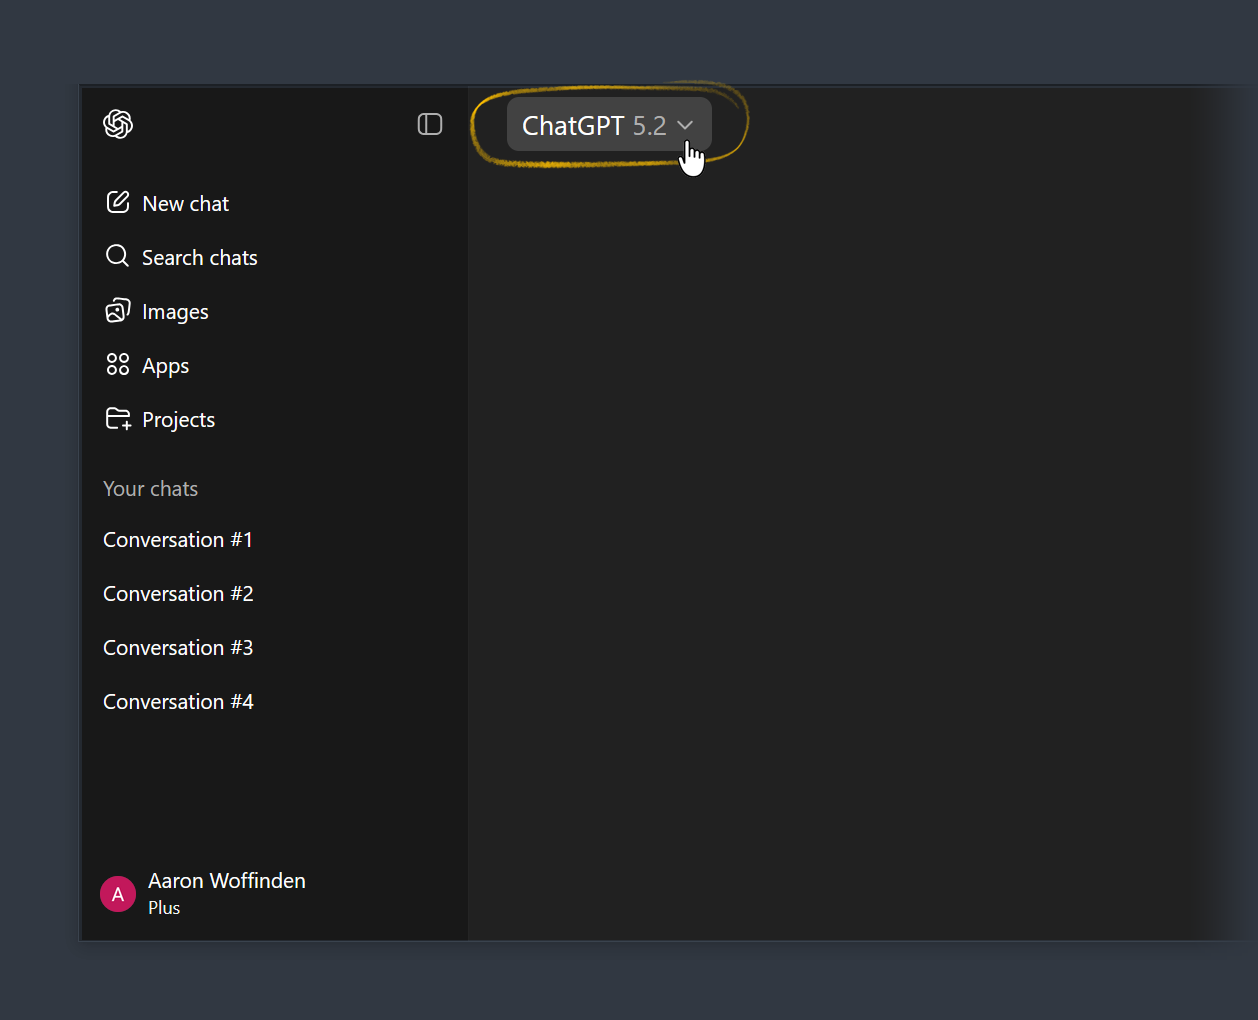 ChatGPT 5.2
New chat
Search chats
Images
Apps
Projects
Your chats
Conversation #1
Conversation #2
Conversation #3
Conversation #4
A
Aaron Woffinden
Plus